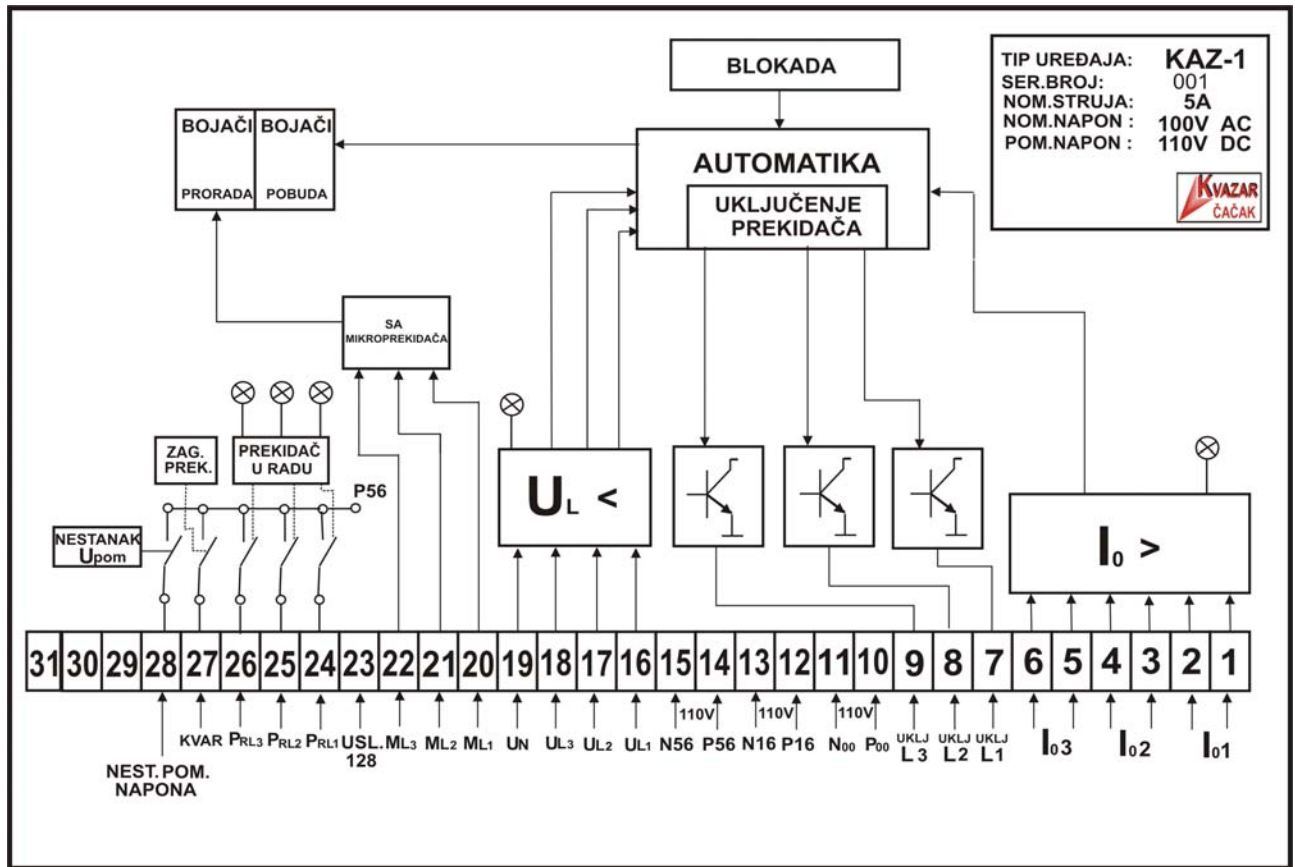 BLOKADA
TIP UREĐAJA: KAZ-1
SER.BROJ: 001
NOM.STRUJA: 5A
NOM.NAPON : 100V AC
POM.NAPON : 110V DC
KVAZAR
ČAČAK
BOJAČI BOJAČI
PRORADA POBUDA
AUTOMATIKA
UKLJUČENJE
PREKIDAČA
SA
MIKROPREKIDAČA
ZAG.
PREK.
PREKIDAČ
U RADU
P56
NESTANAK
Upom
UL <
I0 >
31 30 29 28 27 26 25 24 23 22 21 20 19 18 17 16 15 14 13 12 11 10 9 8 7 6 5 4 3 2 1
110V 110V 110V
KVAR PRL3 PRL2 PRL1 USL. ML3 ML2 ML1 UN UL3 UL2 UL1 N56 P56 N16 P16 N00 P00 UKLJ UKLJ UKLJ
128 L3 L2 L1 I03 I02 I01
NEST. POM.
NAPONA